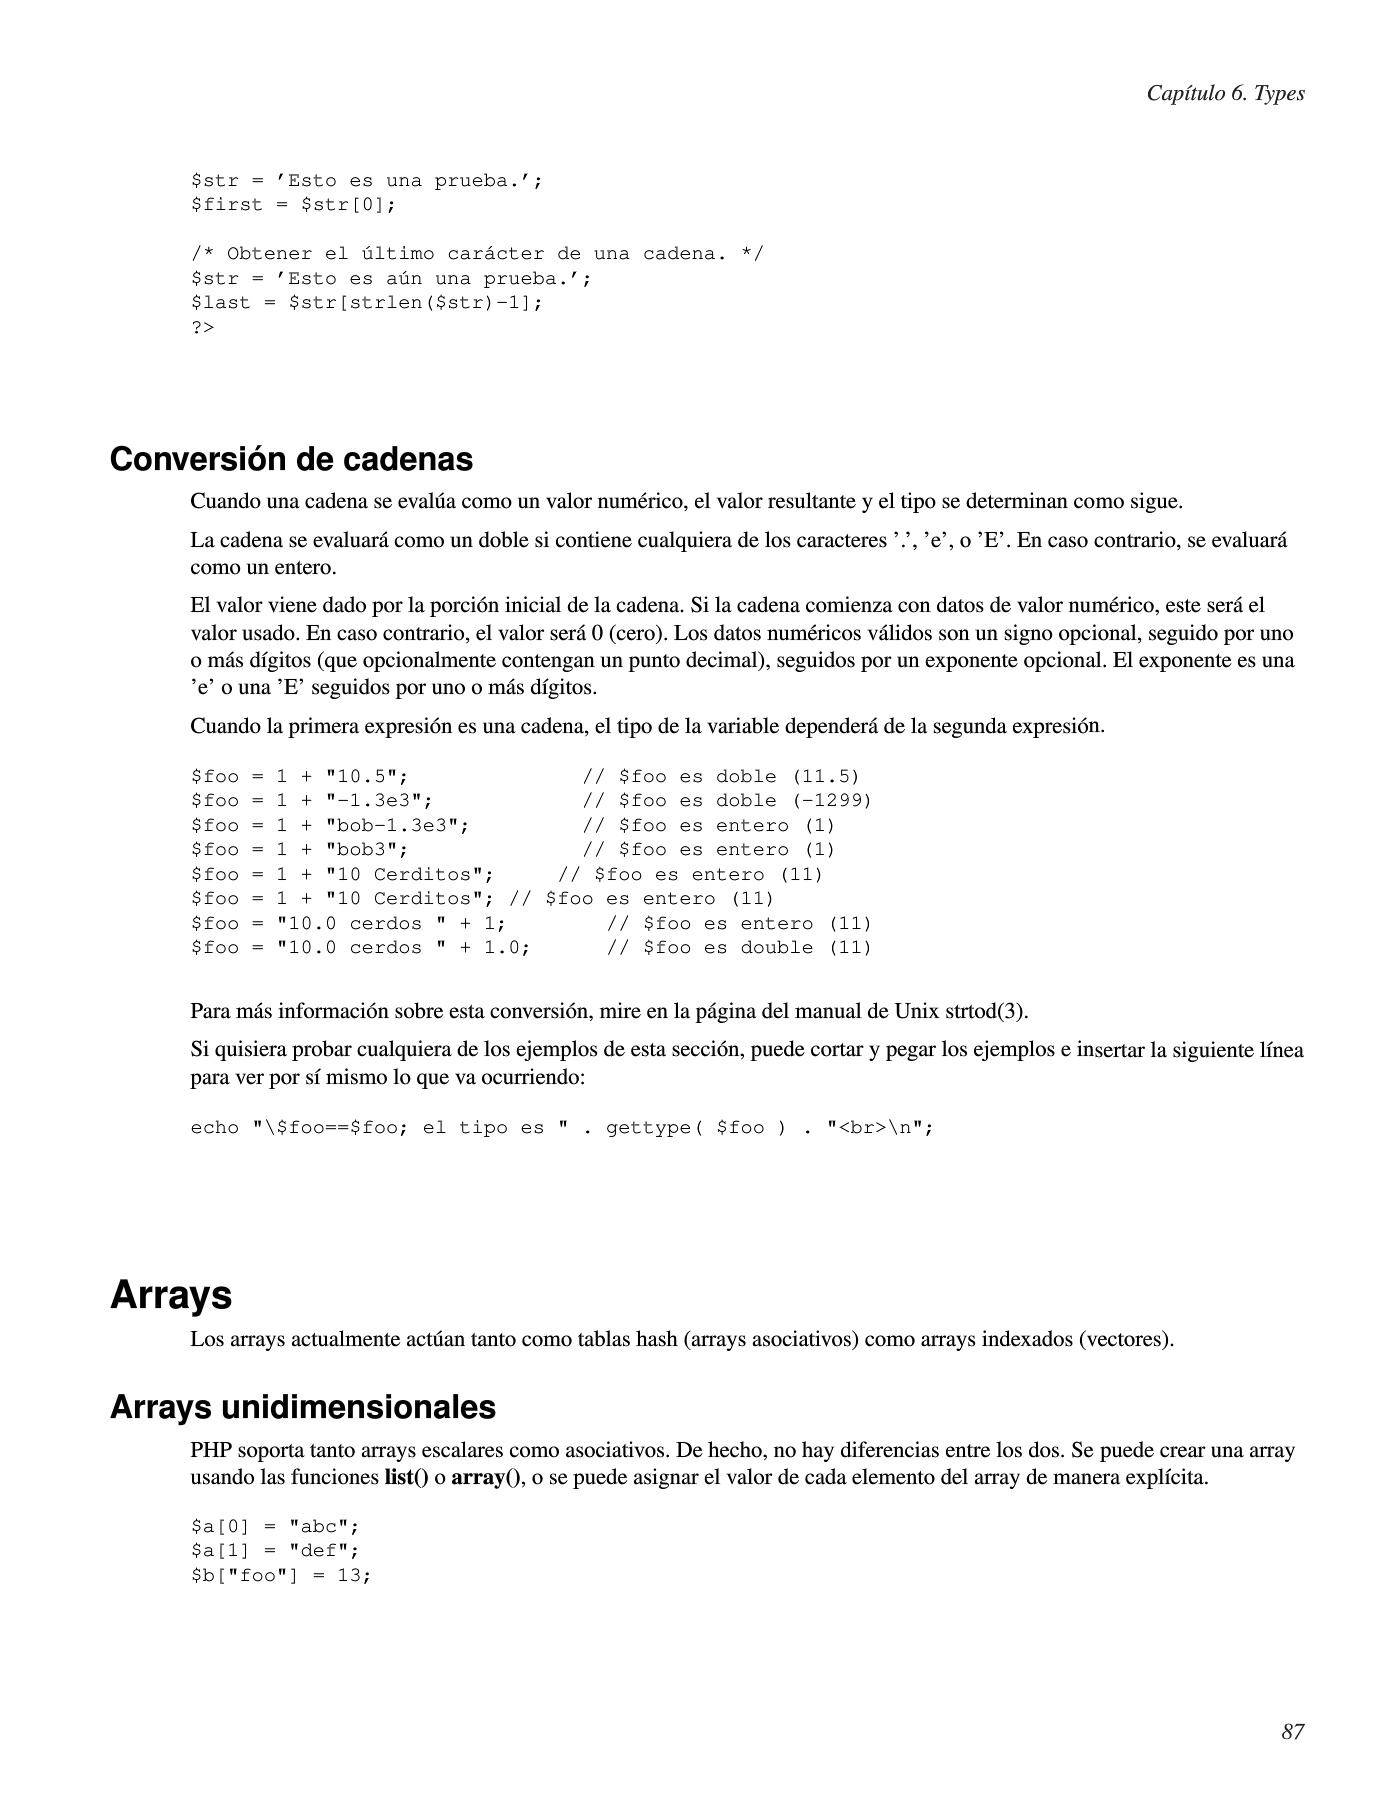 Capítulo 6. Types
$str = ’Esto es una prueba.’;
$first = $str[0];
/* Obtener el último carácter de una cadena. */
$str = ’Esto es aún una prueba.’;
$last = $str[strlen($str)-1];
?>
Conversión de cadenas
Cuando una cadena se evalúa como un valor numérico, el valor resultante y el tipo se determinan como sigue.
La cadena se evaluará como un doble si contiene cualquiera de los caracteres ’.’, ’e’, o ’E’. En caso contrario, se evaluará
como un entero.
El valor viene dado por la porción inicial de la cadena. Si la cadena comienza con datos de valor numérico, este será el
valor usado. En caso contrario, el valor será 0 (cero). Los datos numéricos válidos son un signo opcional, seguido por uno
o más dígitos (que opcionalmente contengan un punto decimal), seguidos por un exponente opcional. El exponente es una
’e’ o una ’E’ seguidos por uno o más dígitos.
Cuando la primera expresión es una cadena, el tipo de la variable dependerá de la segunda expresión.
$foo = 1 + "10.5";              // $foo es doble (11.5)
$foo = 1 + "-1.3e3";            // $foo es doble (-1299)
$foo = 1 + "bob-1.3e3";         // $foo es entero (1)
$foo = 1 + "bob3";              // $foo es entero (1)
$foo = 1 + "10 Cerditos";     // $foo es entero (11)
$foo = 1 + "10 Cerditos"; // $foo es entero (11)
$foo = "10.0 cerdos " + 1;        // $foo es entero (11)
$foo = "10.0 cerdos " + 1.0;      // $foo es double (11)
Para más información sobre esta conversión, mire en la página del manual de Unix strtod(3).
Si quisiera probar cualquiera de los ejemplos de esta sección, puede cortar y pegar los ejemplos e insertar la siguiente línea
para ver por sí mismo lo que va ocurriendo:
echo "\$foo==$foo; el tipo es " . gettype( $foo ) . "<br>\n";
Arrays
Los arrays actualmente actúan tanto como tablas hash (arrays asociativos) como arrays indexados (vectores).
Arrays unidimensionales
PHP soporta tanto arrays escalares como asociativos. De hecho, no hay diferencias entre los dos. Se puede crear una array
usando las funciones list() o array(), o se puede asignar el valor de cada elemento del array de manera explícita.
$a[0] = "abc";
$a[1] = "def";
$b["foo"] = 13;
87